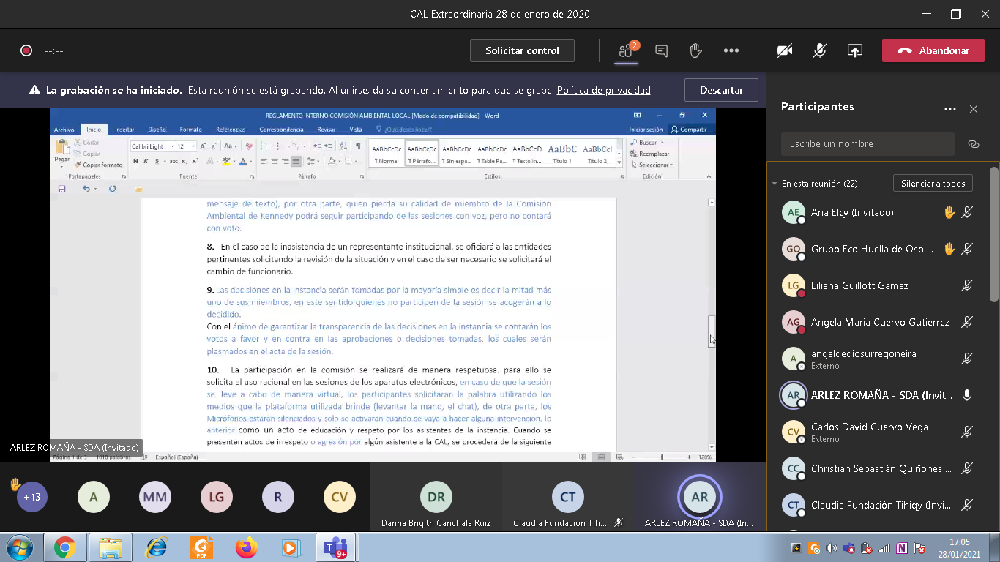 CAL Extraordinaria 28 de enero de 2020
--:--
Solicitar control
2
Abandonar
La grabación se ha iniciado. Esta reunión se está grabando. Al unirse, da su consentimiento para que se grabe. Política de privacidad
Descartar
REGLAMENTO INTERNO COMISIÓN AMBIENTAL LOCAL [Modo de compatibilidad] - Word
Archivo Inicio Insertar Diseño Formato Referencias Correspondencia Revisar Vista ¿Qué desea hacer? Iniciar sesión Compartir
Pegar
Cortar
Copiar
Copiar formato
Portapapeles
Calibri Light 12
N K S abc x₂ x²
Fuente
Párrafo
AaBbCcDc AaBbCcDc AaBbCcDc AaBbCcDc AaBbCcD AaBbC AaBbCcI
¶ Normal ¶ Párrafo... ¶ Sin espa... ¶ Table Pa... ¶ Texto in... Título 1 Título 2
Estilos
Buscar
Reemplazar
Seleccionar
Edición
mensaje de texto), por otra parte, quien pierda su calidad de miembro de la Comisión
Ambiental de Kennedy podrá seguir participando de las sesiones con voz, pero no contará
con voto.
8. En el caso de la inasistencia de un representante institucional, se oficiará a las entidades
pertinentes solicitando la revisión de la situación y en el caso de ser necesario se solicitará el
cambio de funcionario.
9. Las decisiones en la instancia serán tomadas por la mayoría simple es decir la mitad más
uno de sus miembros, en este sentido quienes no participen de la sesión se acogerán a lo
decidido.
Con el ánimo de garantizar la transparencia de las decisiones en la instancia se contarán los
votos a favor y en contra en las aprobaciones o decisiones tomadas, los cuales serán
plasmados en el acta de la sesión.
10. La participación en la comisión se realizará de manera respetuosa. para ello se
solicita el uso racional en las sesiones de los aparatos electrónicos, en caso de que la sesión
se lleve a cabo de manera virtual, los participantes solicitaran la palabra utilizando los
medios que la plataforma utilizada brinde (levantar la mano, el chat), de otra parte, los
Micrófonos estarán silenciados y solo se activaran cuando se vaya a hacer alguna intervención, lo
anterior como un acto de educación y respeto por los asistentes de la instancia. Cuando se
presenten actos de irrespeto o agresión por algún asistente a la CAL, se procederá de la siguiente
ARLEZ ROMAÑA - SDA (Invitado)
Página 1 de 3 1018 palabras Español (España) 120%
+13
A
MM
LG
R
CV
DR
Danna Brigith Canchala Ruiz
CT
Claudia Fundación Tih...
AR
ARLEZ ROMAÑA - SDA (In...
Participantes
Escribe un nombre
En esta reunión (22)
Silenciar a todos
AE Ana Elcy (Invitado)
GO Grupo Eco Huella de Oso ...
LG Liliana Guillott Gamez
AG Angela Maria Cuervo Gutierrez
A angeldediosurregoneira
Externo
AR ARLEZ ROMAÑA - SDA (Invit...
CV Carlos David Cuervo Vega
Externo
CC Christian Sebastián Quiñones ...
CT Claudia Fundación Tihiqy (Invi...
PDF
9+
17:05
28/01/2021